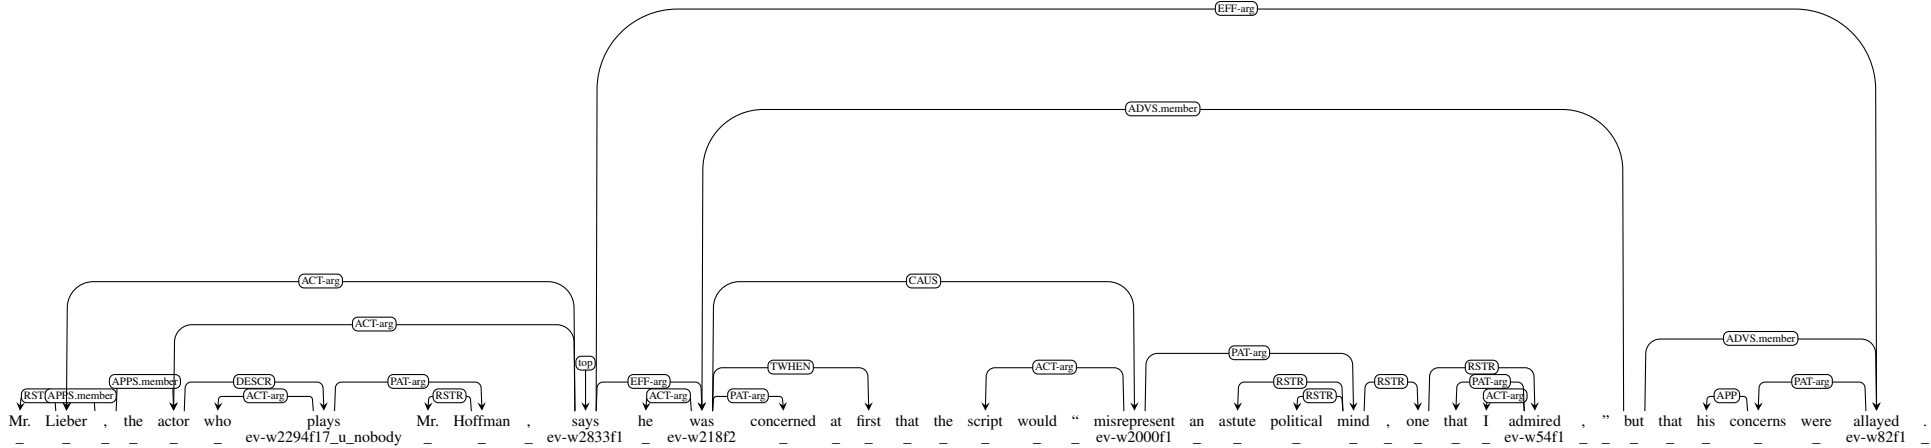 EFF-arg
ADVS.member
ACT-arg CAUS
ACT-arg
PAT-arg
top ADVS.member
TWHEN ACT-arg RSTR
APPS.member DESCR PAT-arg EFF-arg RSTR RSTR PAT-arg PAT-arg
RST APPS.member ACT-arg RSTR ACT-arg PAT-arg RSTR ACT-arg APP
Mr. Lieber , the actor who plays Mr. Hoffman , says he was concerned at first that the script would “ misrepresent an astute political mind , one that I admired , ” but that his concerns were allayed .
_ _ _ _ _ _ ev-w2294f17_u_nobody _ _ _ ev-w2833f1 _ ev-w218f2 _ _ _ _ _ _ _ _ ev-w2000f1 _ _ _ _ _ _ _ _ ev-w54f1 _ _ _ _ _ _ _ ev-w82f1 _